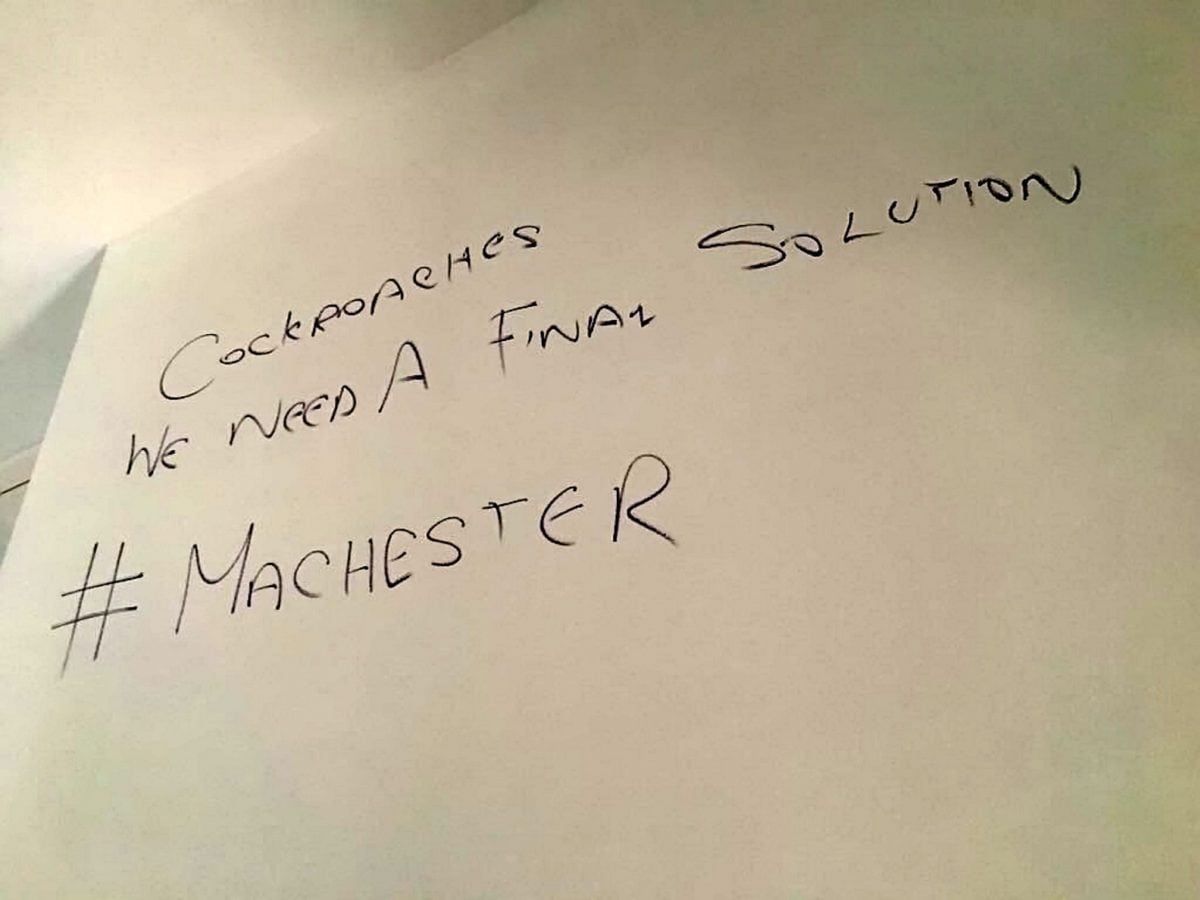 COCKROACHES
WE NEED A FINAL SOLUTION
#MACHESTER